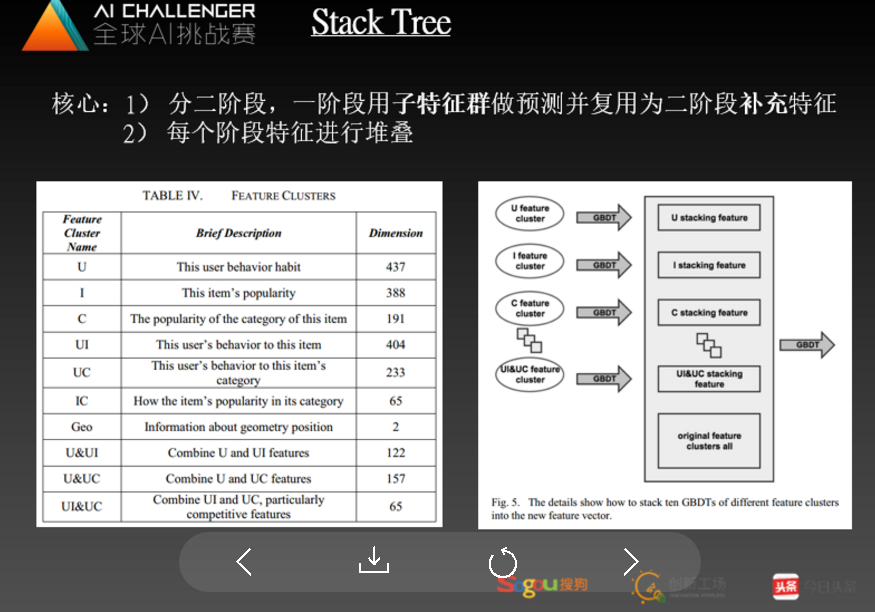 AI CHALLENGER
全球AI挑战赛
Stack Tree
核心：1） 分二阶段，一阶段用子特征群做预测并复用为二阶段补充特征
2） 每个阶段特征进行堆叠
TABLE IV. FEATURE CLUSTERS
Feature Cluster Name Brief Description Dimension
U This user behavior habit 437
I This item's popularity 388
C The popularity of the category of this item 191
UI This user's behavior to this item 404
UC This user's behavior to this item's category 233
IC How the item's popularity in its category 65
Geo Information about geometry position 2
U&UI Combine U and UI features 122
U&UC Combine U and UC features 157
UI&UC Combine UI and UC, particularly competitive features 65
U feature
cluster
GBDT
U stacking feature
I feature
cluster
GBDT
I stacking feature
C feature
cluster
GBDT
C stacking feature
GBDT
UI&UC feature
cluster
GBDT
UI&UC stacking
feature
original feature
clusters all
Fig. 5. The details show how to stack ten GBDTs of different feature clusters
into the new feature vector.
Sogou搜狗
创新工场
头条 今日头条